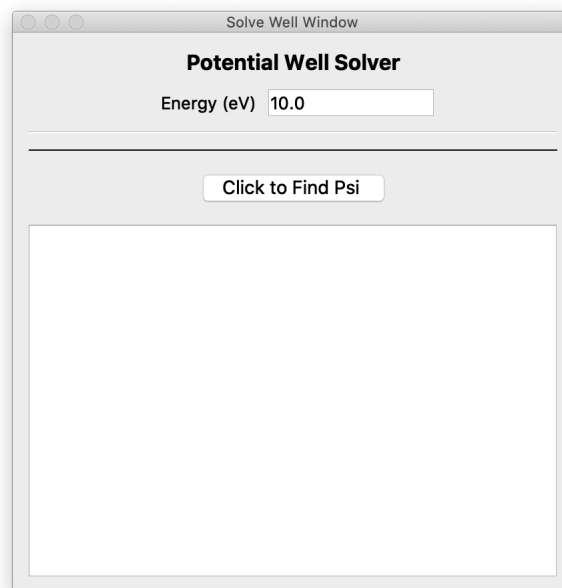 Solve Well Window
Potential Well Solver
Energy (eV) 10.0
Click to Find Psi